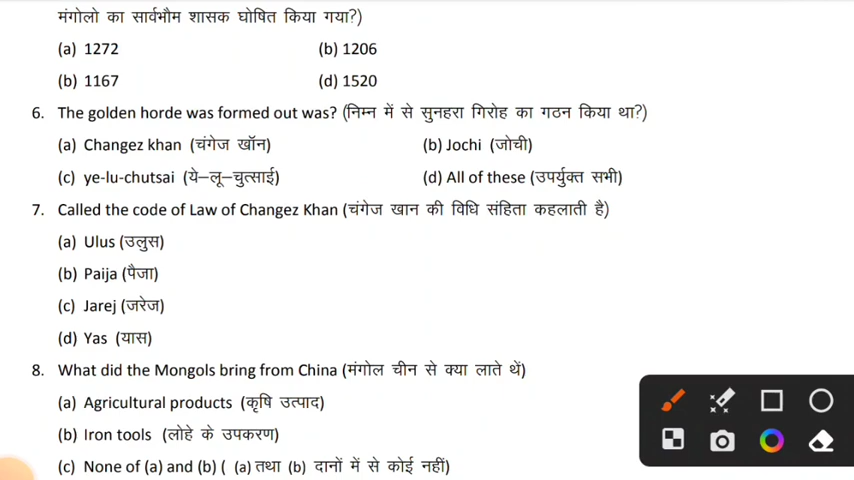 मंगोलो का सार्वभौम शासक घोषित किया गया?)
(a) 1272 (b) 1206
(b) 1167 (d) 1520
6. The golden horde was formed out was? (निम्न में से सुनहरा गिरोह का गठन किया था?)
(a) Changez khan (चंगेज खॉन) (b) Jochi (जोची)
(c) ye-lu-chutsai (ये–लू–चुत्साई) (d) All of these (उपर्युक्त सभी)
7. Called the code of Law of Changez Khan (चंगेज खान की विधि संहिता कहलाती है)
(a) Ulus (उलुस)
(b) Paija (पैजा)
(c) Jarej (जरेज)
(d) Yas (यास)
8. What did the Mongols bring from China (मंगोल चीन से क्या लाते थें)
(a) Agricultural products (कृषि उत्पाद)
(b) Iron tools (लोहे के उपकरण)
(c) None of (a) and (b) ( (a) तथा (b) दानों में से कोई नहीं)